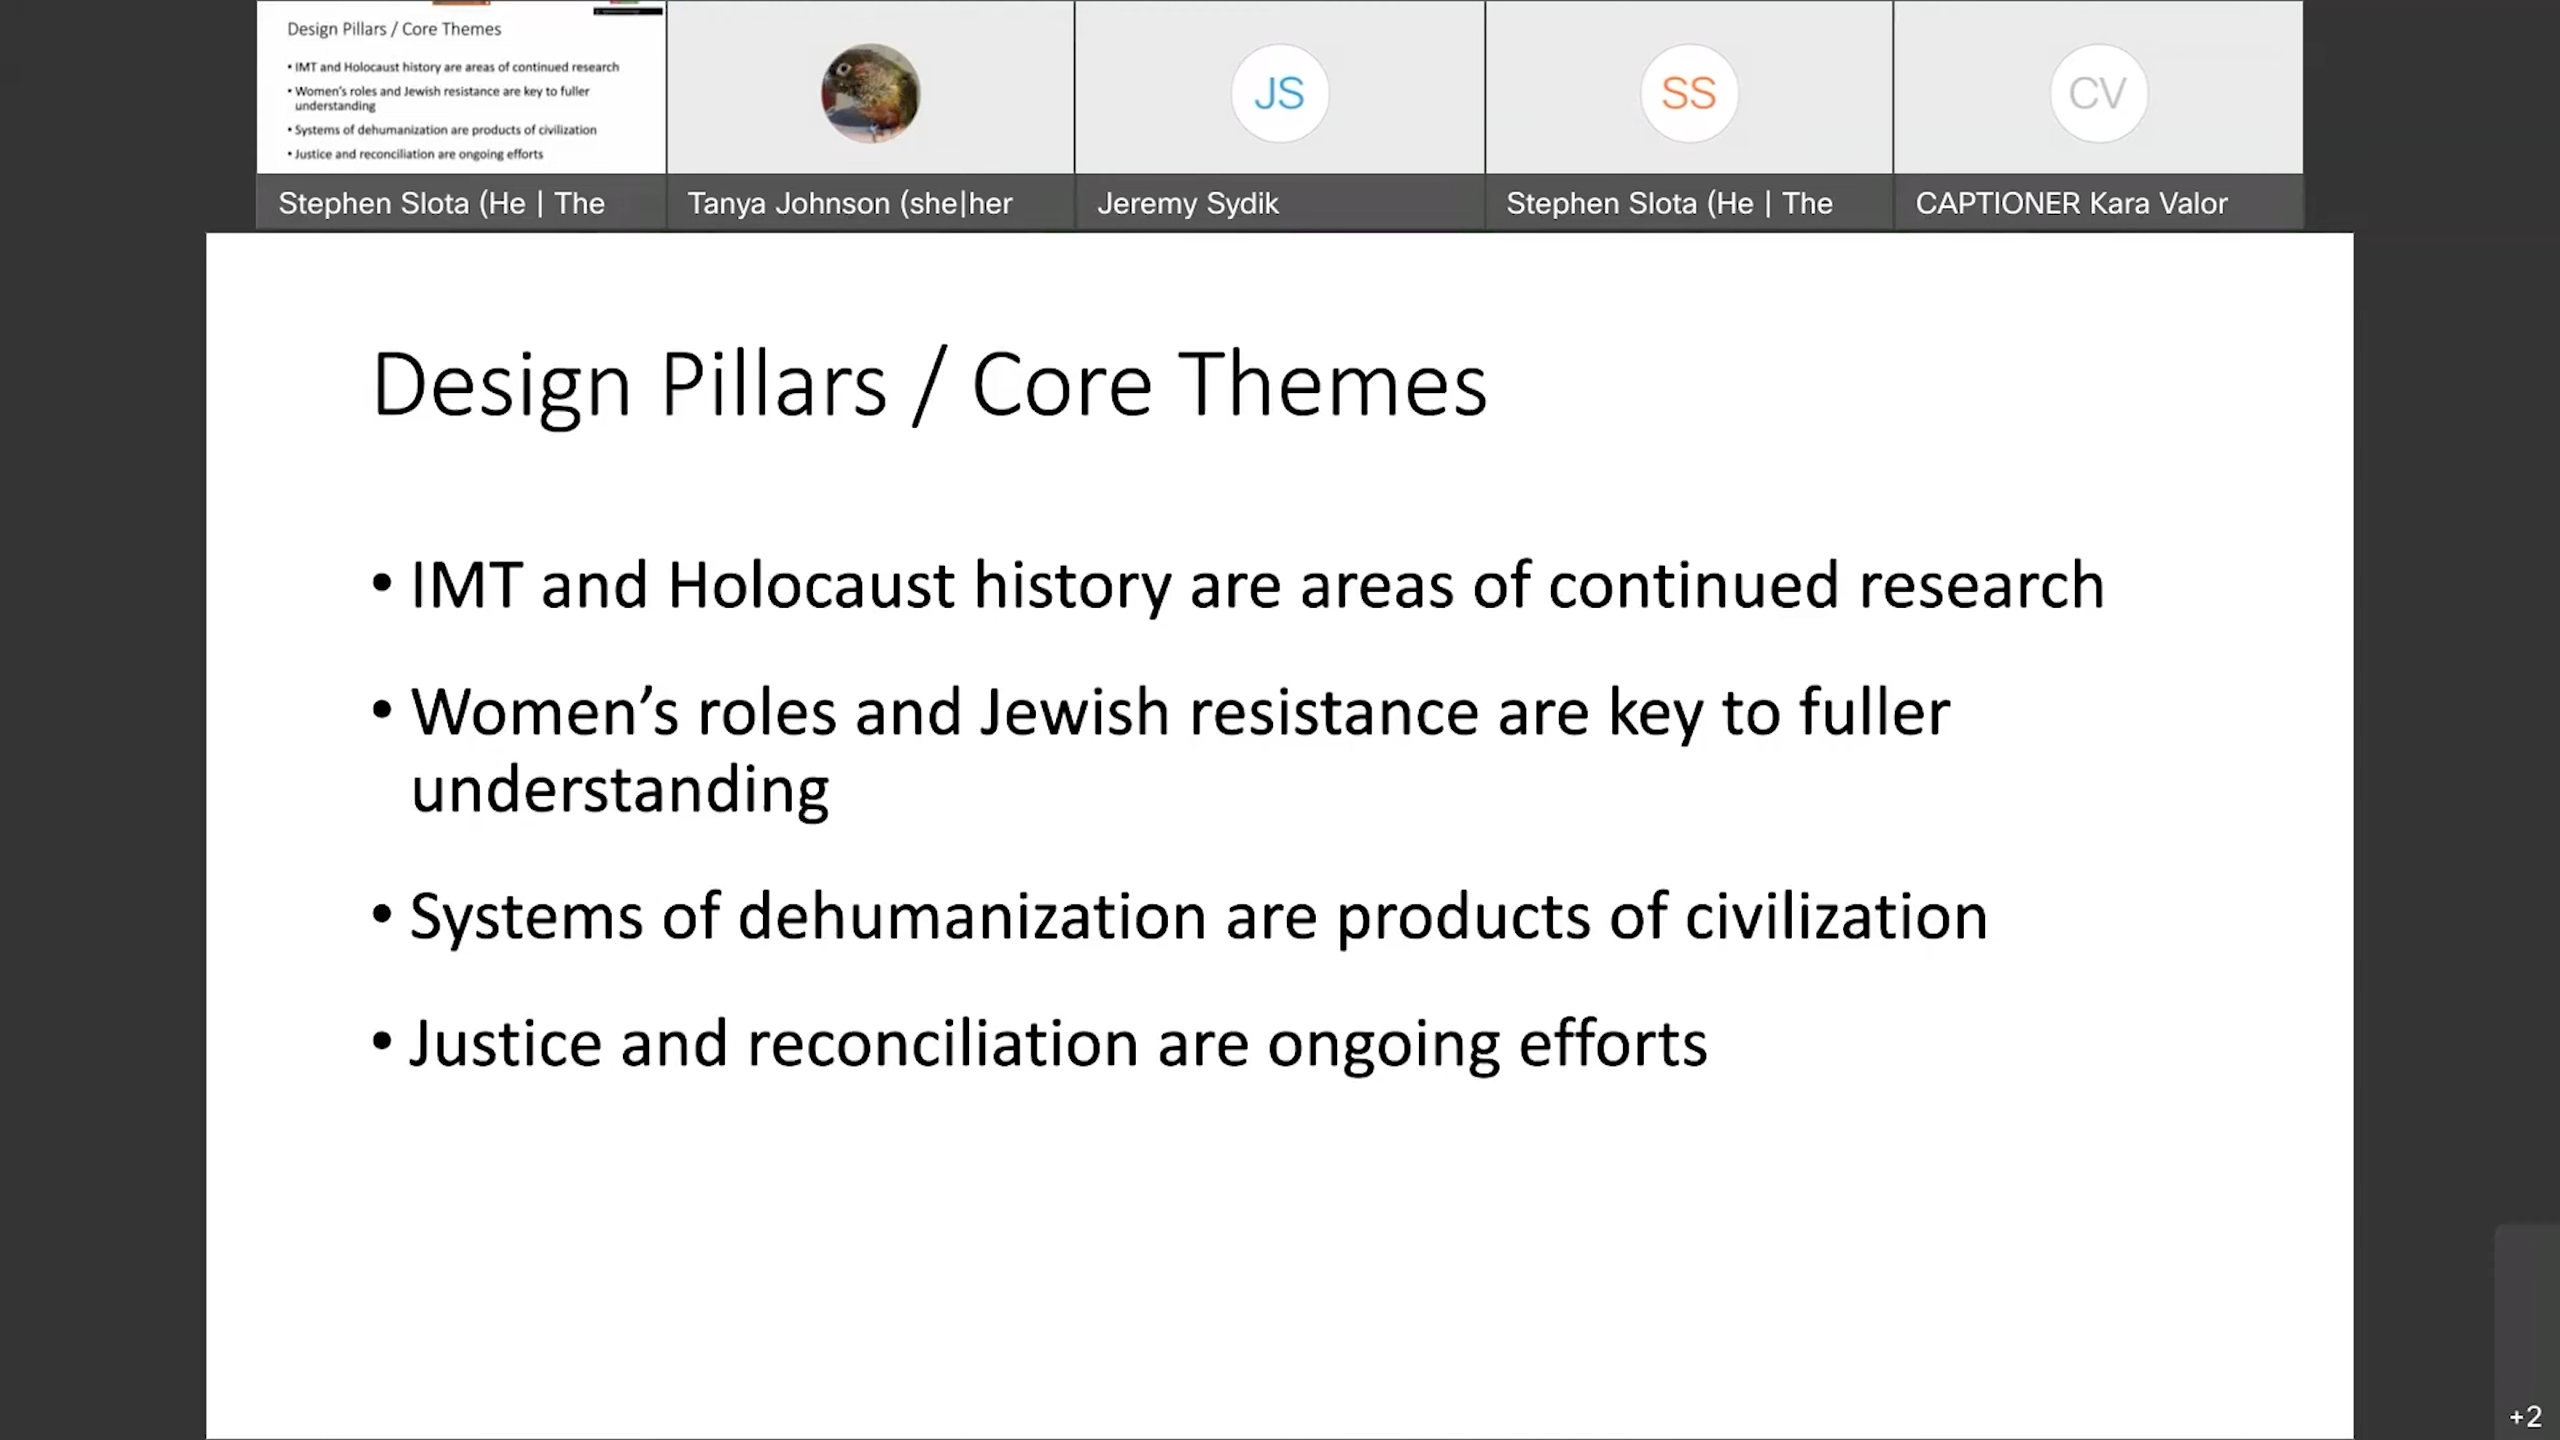 Design Pillars / Core Themes
• IMT and Holocaust history are areas of continued research
• Women's roles and Jewish resistance are key to fuller
understanding
• Systems of dehumanization are products of civilization
• Justice and reconciliation are ongoing efforts
Stephen Slota (He | The
Tanya Johnson (she|her
JS
Jeremy Sydik
SS
Stephen Slota (He | The
CV
CAPTIONER Kara Valor
Design Pillars / Core Themes
• IMT and Holocaust history are areas of continued research
• Women’s roles and Jewish resistance are key to fuller
understanding
• Systems of dehumanization are products of civilization
• Justice and reconciliation are ongoing efforts
+2